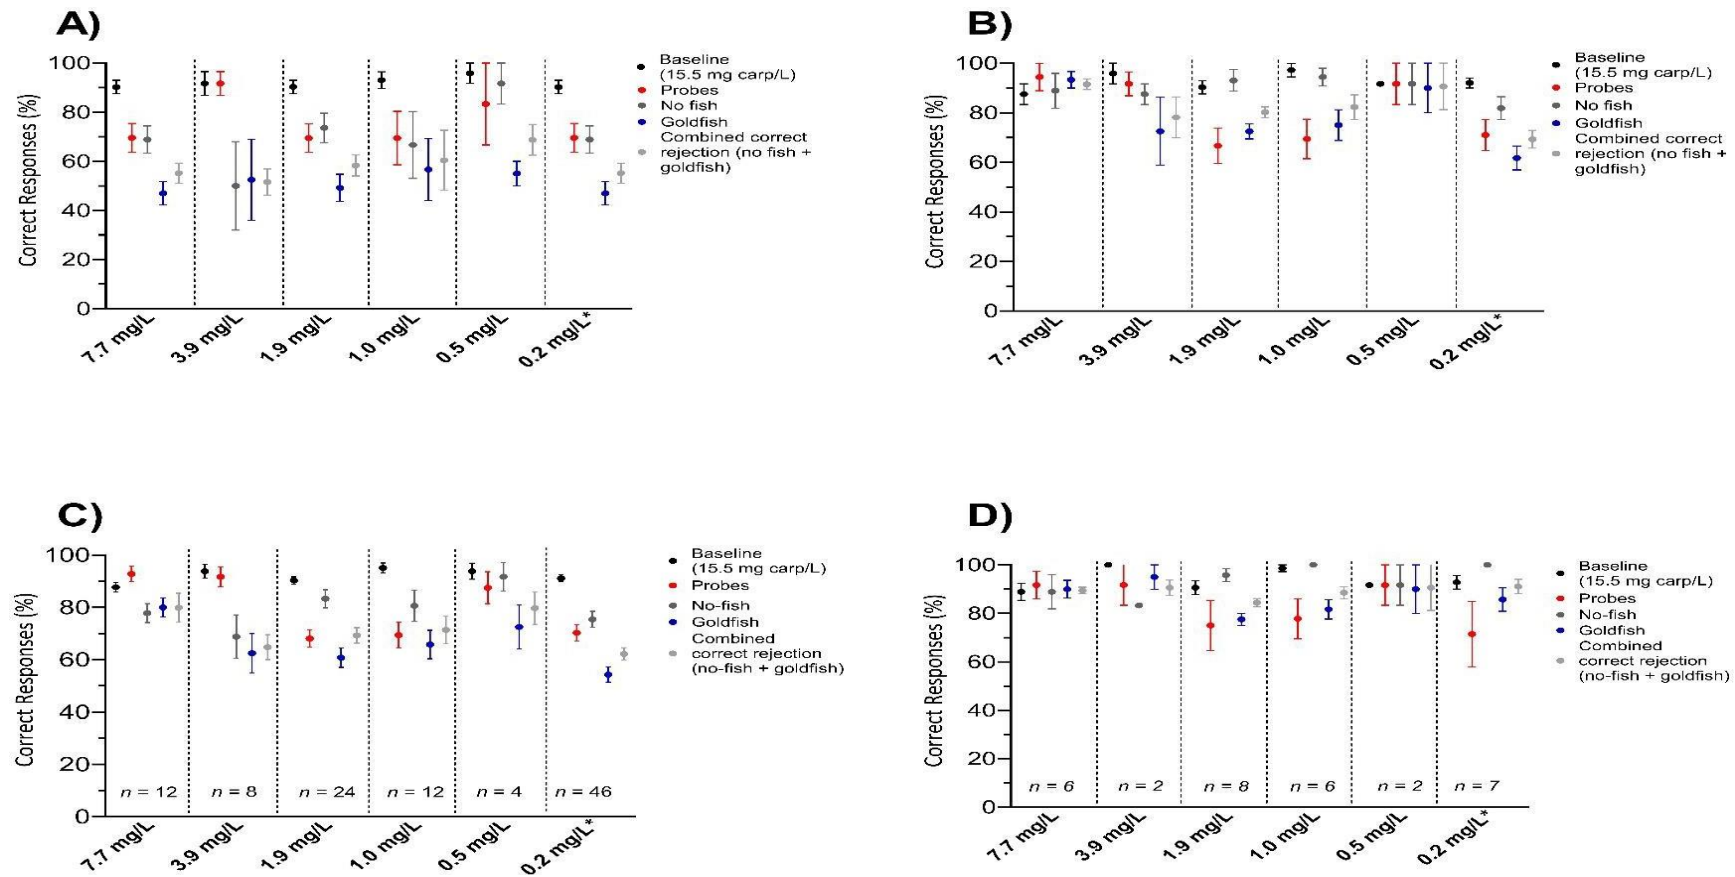 A)
100
80
60
40
20
0
Correct Responses (%)
7.7 mg/L
3.9 mg/L
1.9 mg/L
1.0 mg/L
0.5 mg/L
0.2 mg/L*
Baseline
(15.5 mg carp/L)
Probes
No fish
Goldfish
Combined correct
rejection (no fish +
goldfish)
B)
100
80
60
40
20
0
Correct Responses (%)
7.7 mg/L
3.9 mg/L
1.9 mg/L
1.0 mg/L
0.5 mg/L
0.2 mg/L*
Baseline
(15.5 mg carp/L)
Probes
No fish
Goldfish
Combined correct
rejection (no fish +
goldfish)
C)
100
80
60
40
20
0
Correct Responses (%)
n = 12
n = 8
n = 24
n = 12
n = 4
n = 46
7.7 mg/L
3.9 mg/L
1.9 mg/L
1.0 mg/L
0.5 mg/L
0.2 mg/L*
Baseline
(15.5 mg carp/L)
Probes
No-fish
Goldfish
Combined
correct rejection
(no-fish + goldfish)
D)
100
80
60
40
20
0
Correct Responses (%)
n = 6
n = 2
n = 8
n = 6
n = 2
n = 7
7.7 mg/L
3.9 mg/L
1.9 mg/L
1.0 mg/L
0.5 mg/L
0.2 mg/L*
Baseline
(15.5 mg carp/L)
Probes
No-fish
Goldfish
Combined
correct rejection
(no-fish + goldfish)